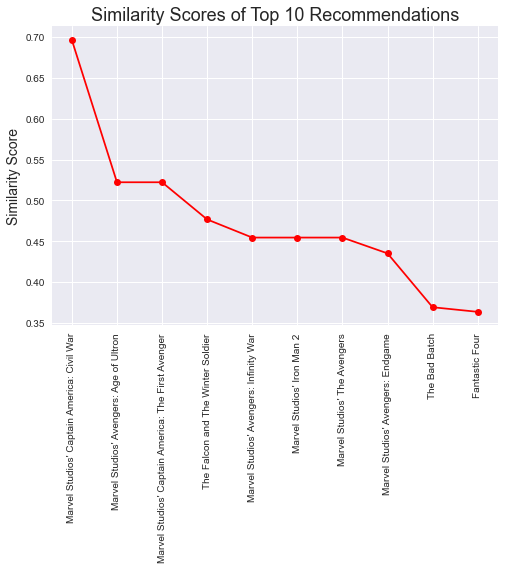 Similarity Scores of Top 10 Recommendations
Similarity Score
0.70
0.65
0.60
0.55
0.50
0.45
0.40
0.35
Marvel Studios' Captain America: Civil War
Marvel Studios' Avengers: Age of Ultron
Marvel Studios' Captain America: The First Avenger
The Falcon and The Winter Soldier
Marvel Studios' Avengers: Infinity War
Marvel Studios' Iron Man 2
Marvel Studios' The Avengers
Marvel Studios' Avengers: Endgame
The Bad Batch
Fantastic Four